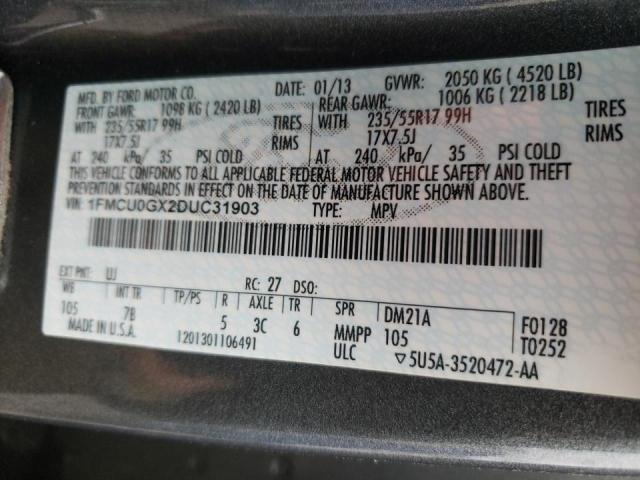 MFD. BY FORD MOTOR CO.
DATE: 01/13 GVWR: 2050 KG ( 4520 LB)
FRONT GAWR: 1098 KG ( 2420 LB) REAR GAWR: 1006 KG ( 2218 LB)
WITH 235/55R17 99H TIRES WITH 235/55R17 99H TIRES
17X7.5J RIMS 17X7.5J RIMS
AT 240 kPa/ 35 PSI COLD AT 240 kPa/ 35 PSI COLD
THIS VEHICLE CONFORMS TO ALL APPLICABLE FEDERAL MOTOR VEHICLE SAFETY AND THEFT
PREVENTION STANDARDS IN EFFECT ON THE DATE OF MANUFACTURE SHOWN ABOVE.
VIN: 1FMCU0GX2DUC31903 TYPE: MPV
EXT PNT: UJ RC: 27 DSO:
WB INT TR TP/PS R AXLE TR SPR DM21A F0128
105 7B 5 3C 6 MMPP 105 T0252
MADE IN U.S.A. 1201301106491 ULC ▽5U5A-3520472-AA